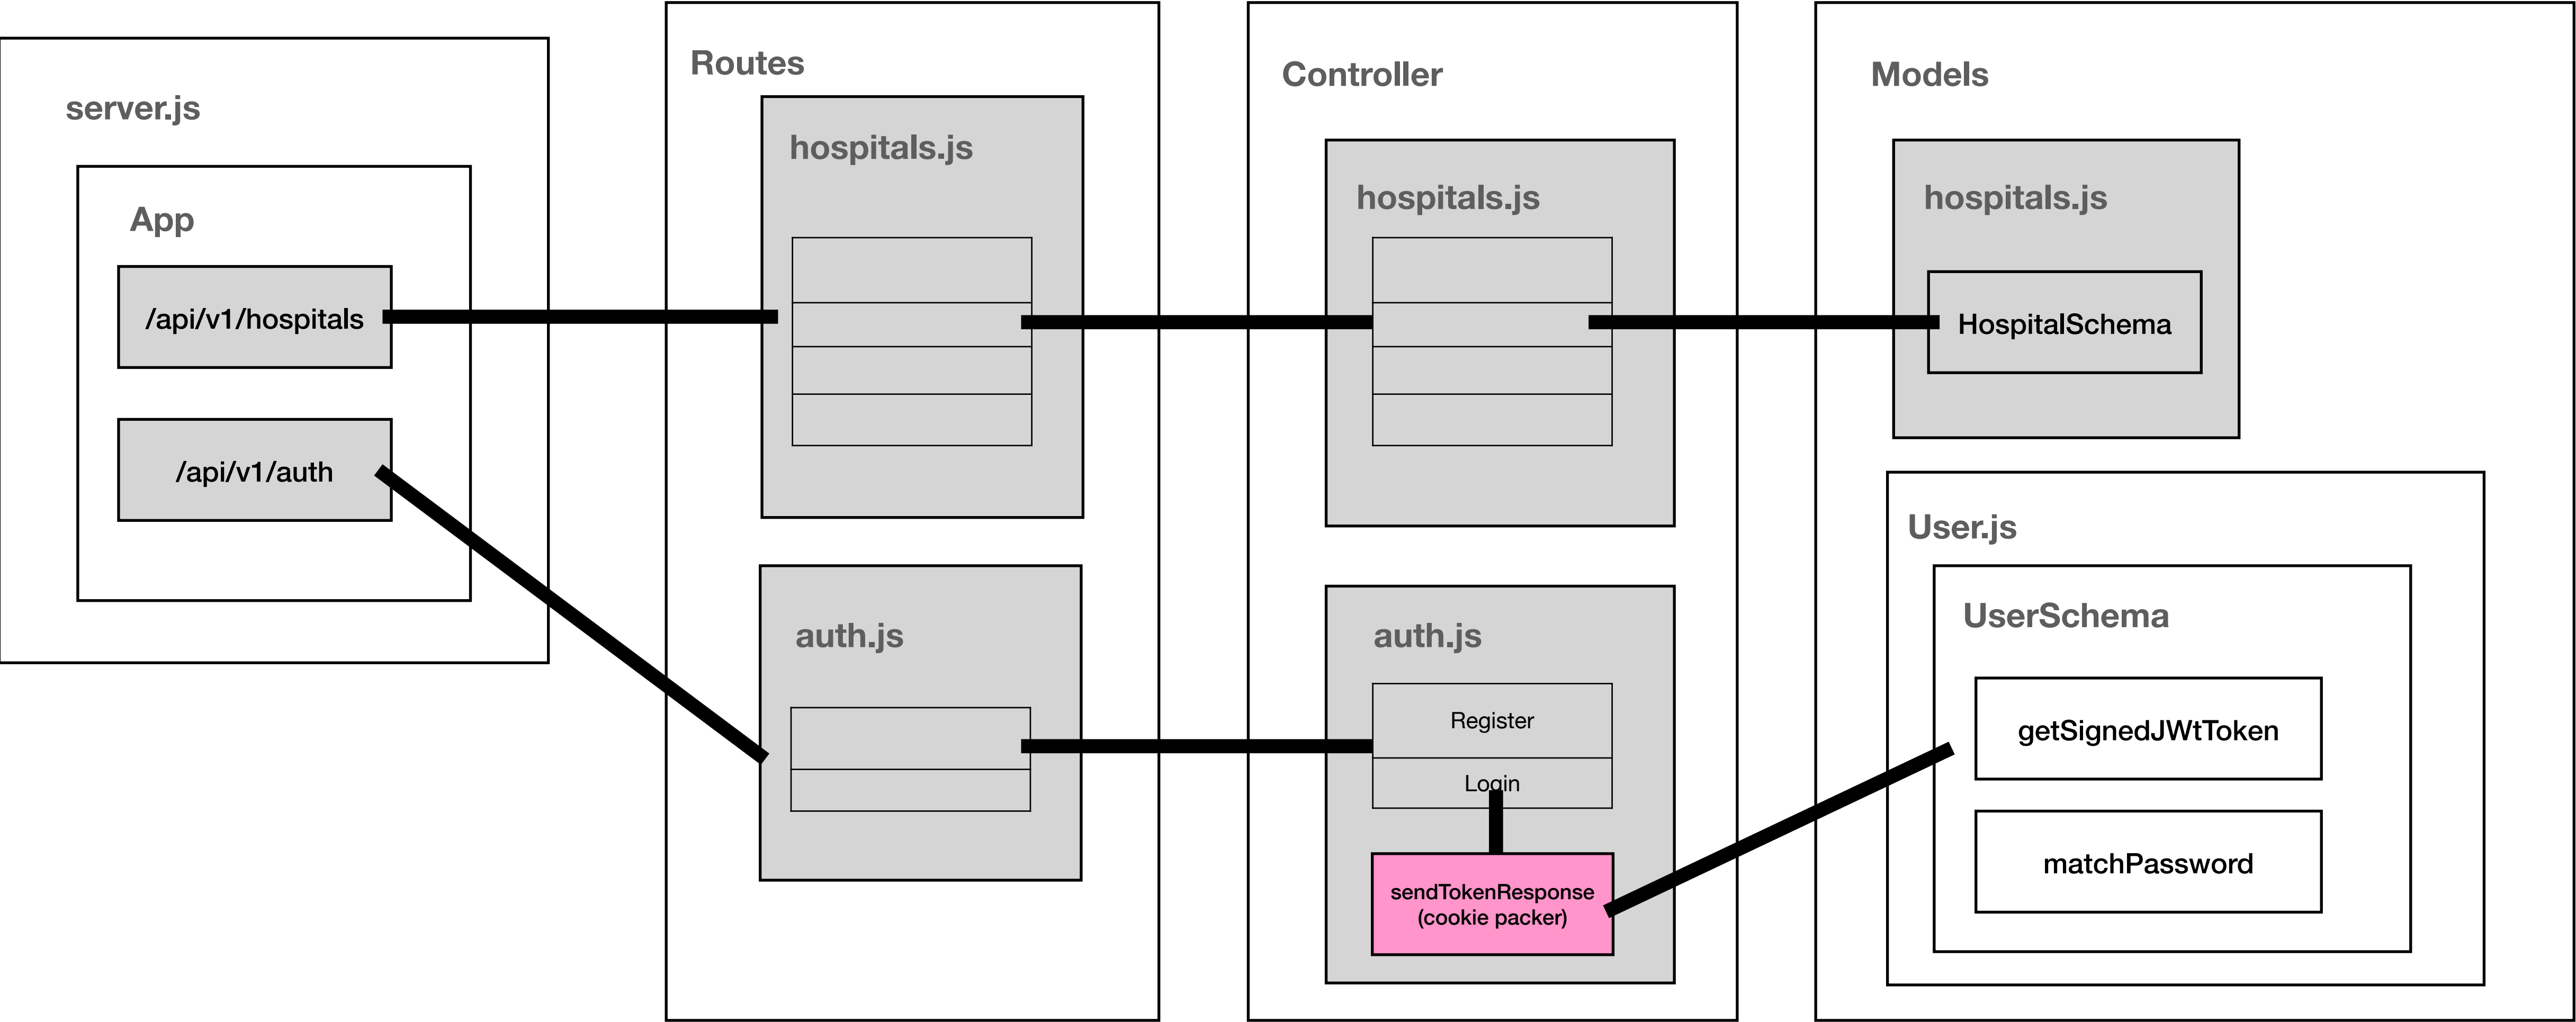 server.js
App
/api/v1/hospitals
/api/v1/auth
Routes
hospitals.js
auth.js
Controller
hospitals.js
auth.js
Register
Login
sendTokenResponse
(cookie packer)
Models
hospitals.js
HospitalSchema
User.js
UserSchema
getSignedJWtToken
matchPassword